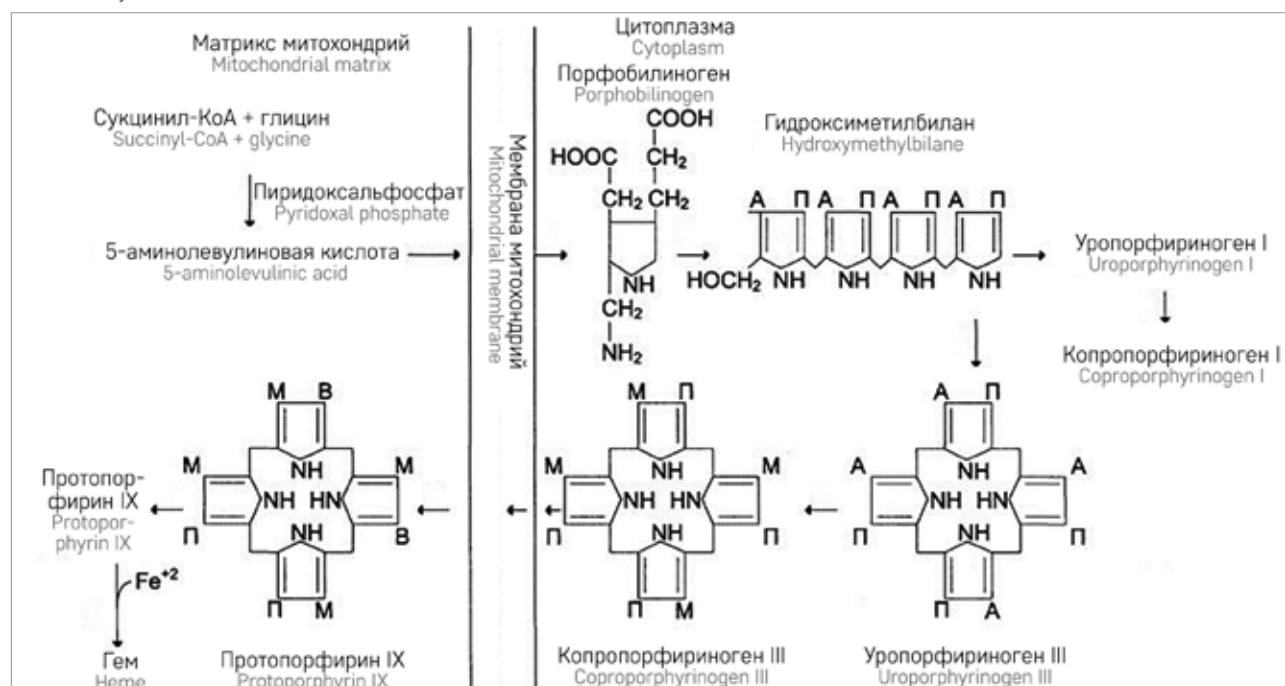 Матрикс митохондрий
Mitochondrial matrix
Сукцинил-КоА + глицин
Succinyl-CoA + glycine
Пиридоксальфосфат
Pyridoxal phosphate
5-аминолевулиновая кислота
5-aminolevulinic acid
Мембрана митохондрий
Mitochondrial membrane
Цитоплазма
Cytoplasm
Порфобилиноген
Porphobilinogen
COOH
HOOC CH₂
CH₂ CH₂
NH
CH₂
NH₂
Гидроксиметилбилан
Hydroxymethylbilane
А П А П А П А П
HOCH₂ NH NH NH NH
Уропорфириноген I
Uroporphyrinogen I
Копропорфириноген I
Coproporphyrinogen I
А П
NH
А NH HN А
П NH П
П А
Уропорфириноген III
Uroporphyrinogen III
М П
NH
М NH HN М
П NH П
П М
Копропорфириноген III
Coproporphyrinogen III
М В
NH
М NH HN М
П NH В
П М
Протопорфирин IX
Protoporphyrin IX
Протопор-
фирин IX
Protopor-
phyrin IX
Fe⁺²
Гем
Heme